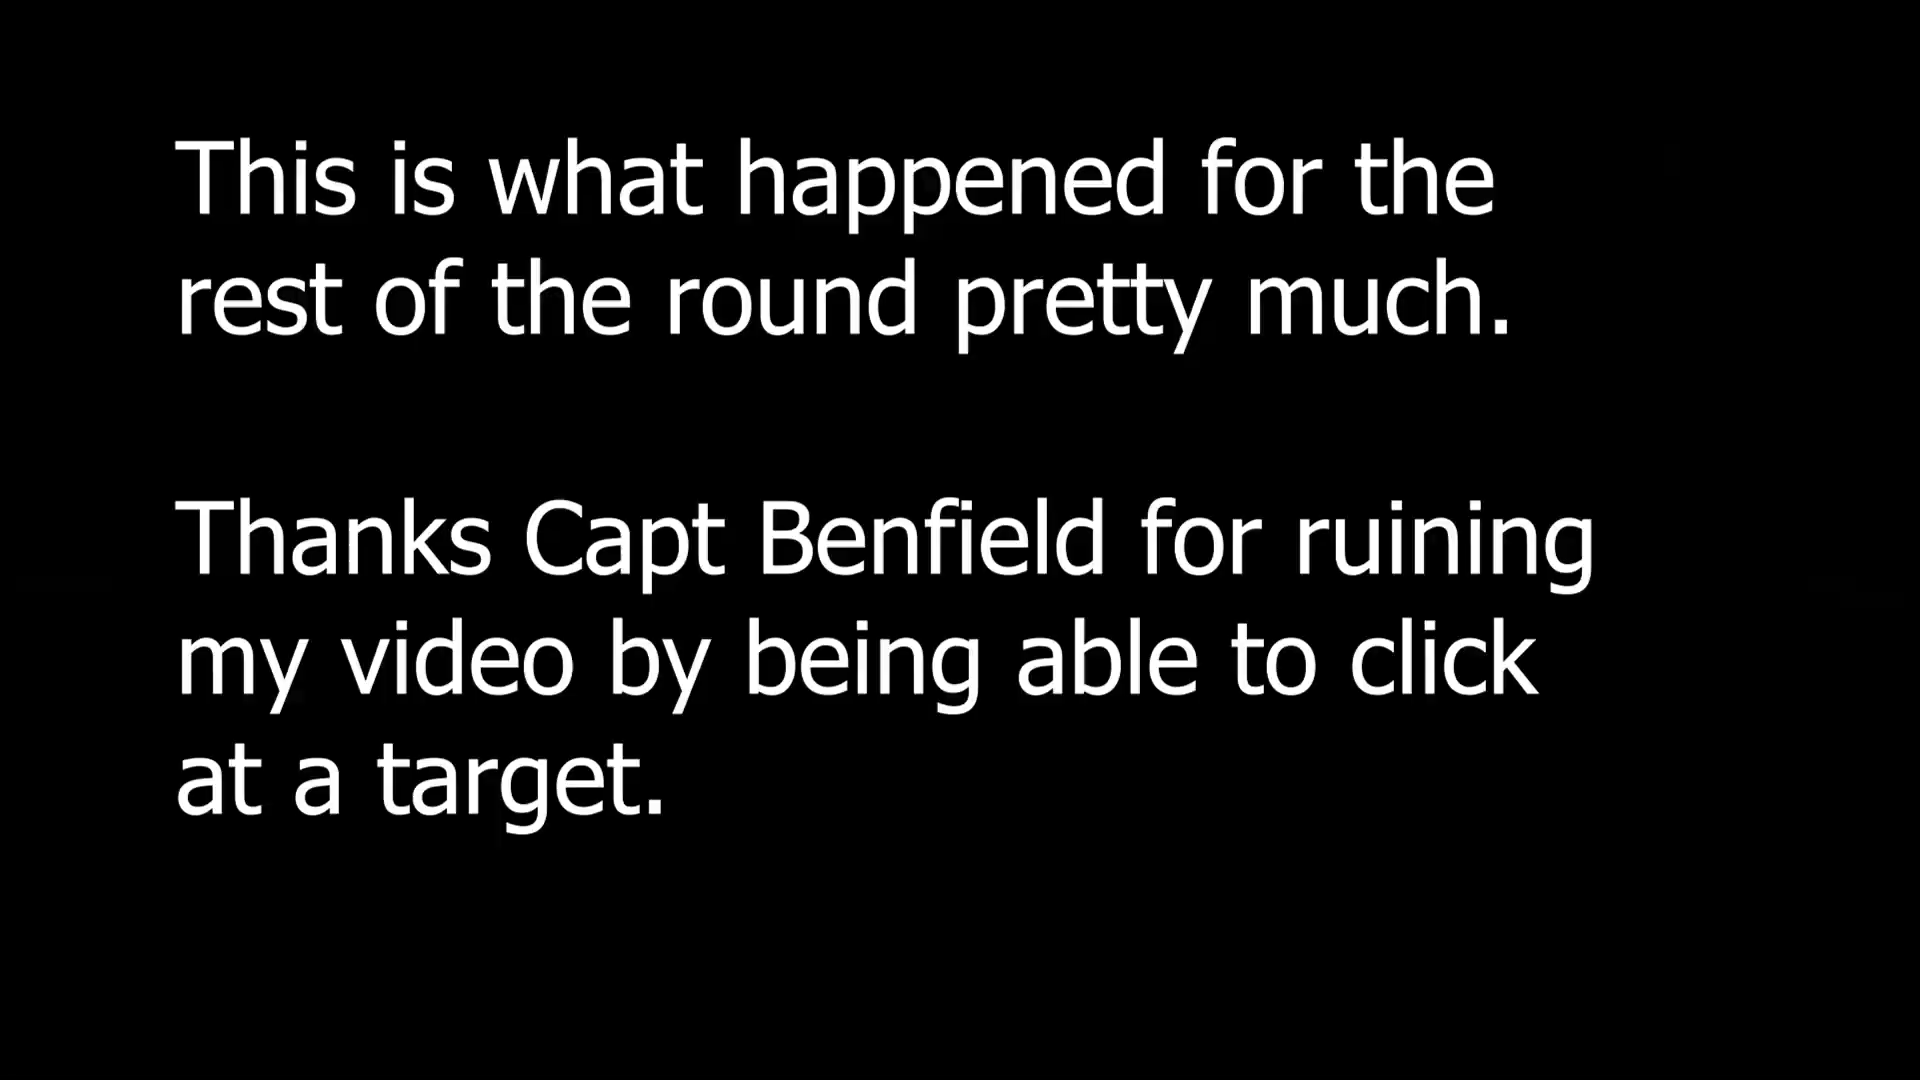 This is what happened for the
rest of the round pretty much.
Thanks Capt Benfield for ruining
my video by being able to click
at a target.